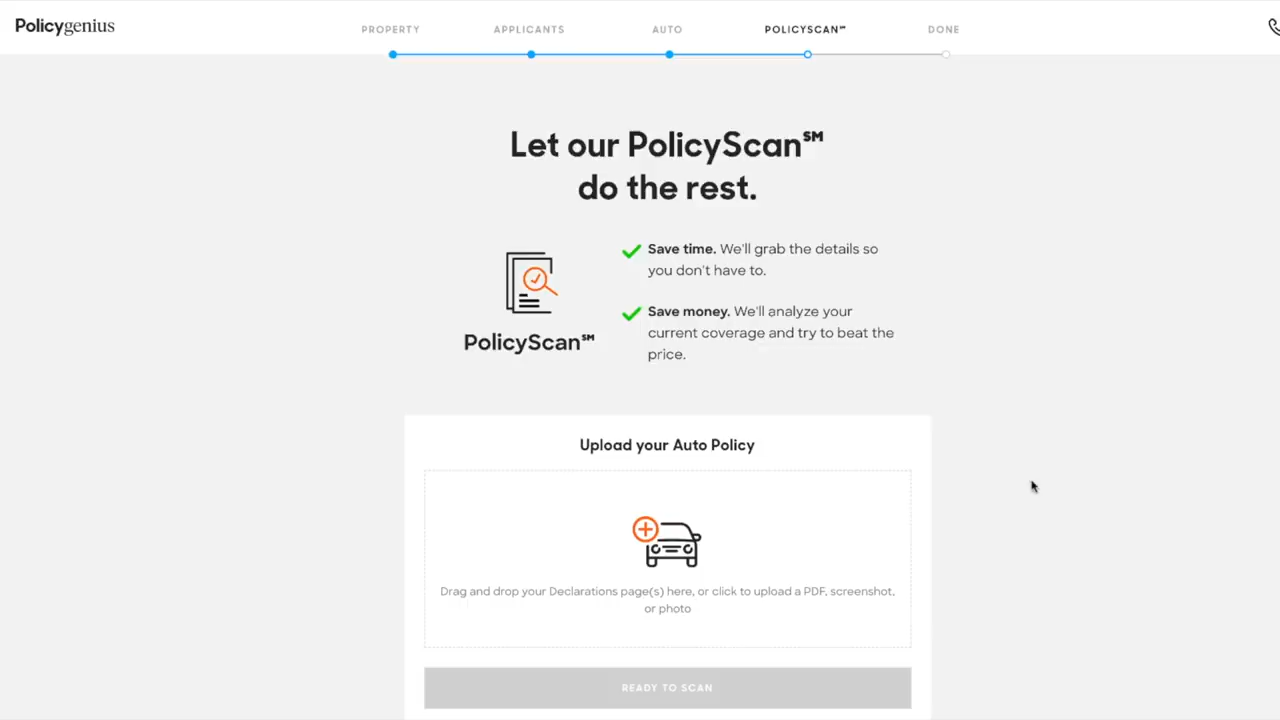 Policygenius
PROPERTY
APPLICANTS
AUTO
POLICYSCAN℠
DONE
Let our PolicyScan℠
do the rest.
PolicyScan℠
Save time. We'll grab the details so
you don't have to.
Save money. We'll analyze your
current coverage and try to beat the
price.
Upload your Auto Policy
Drag and drop your Declarations page(s) here, or click to upload a PDF, screenshot,
or photo
READY TO SCAN